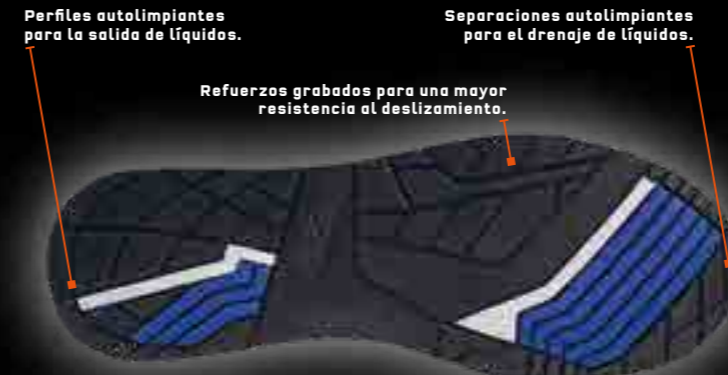 Perfiles autolimpiantes
para la salida de líquidos.
Separaciones autolimpiantes
para el drenaje de líquidos.
Refuerzos grabados para una mayor
resistencia al deslizamiento.